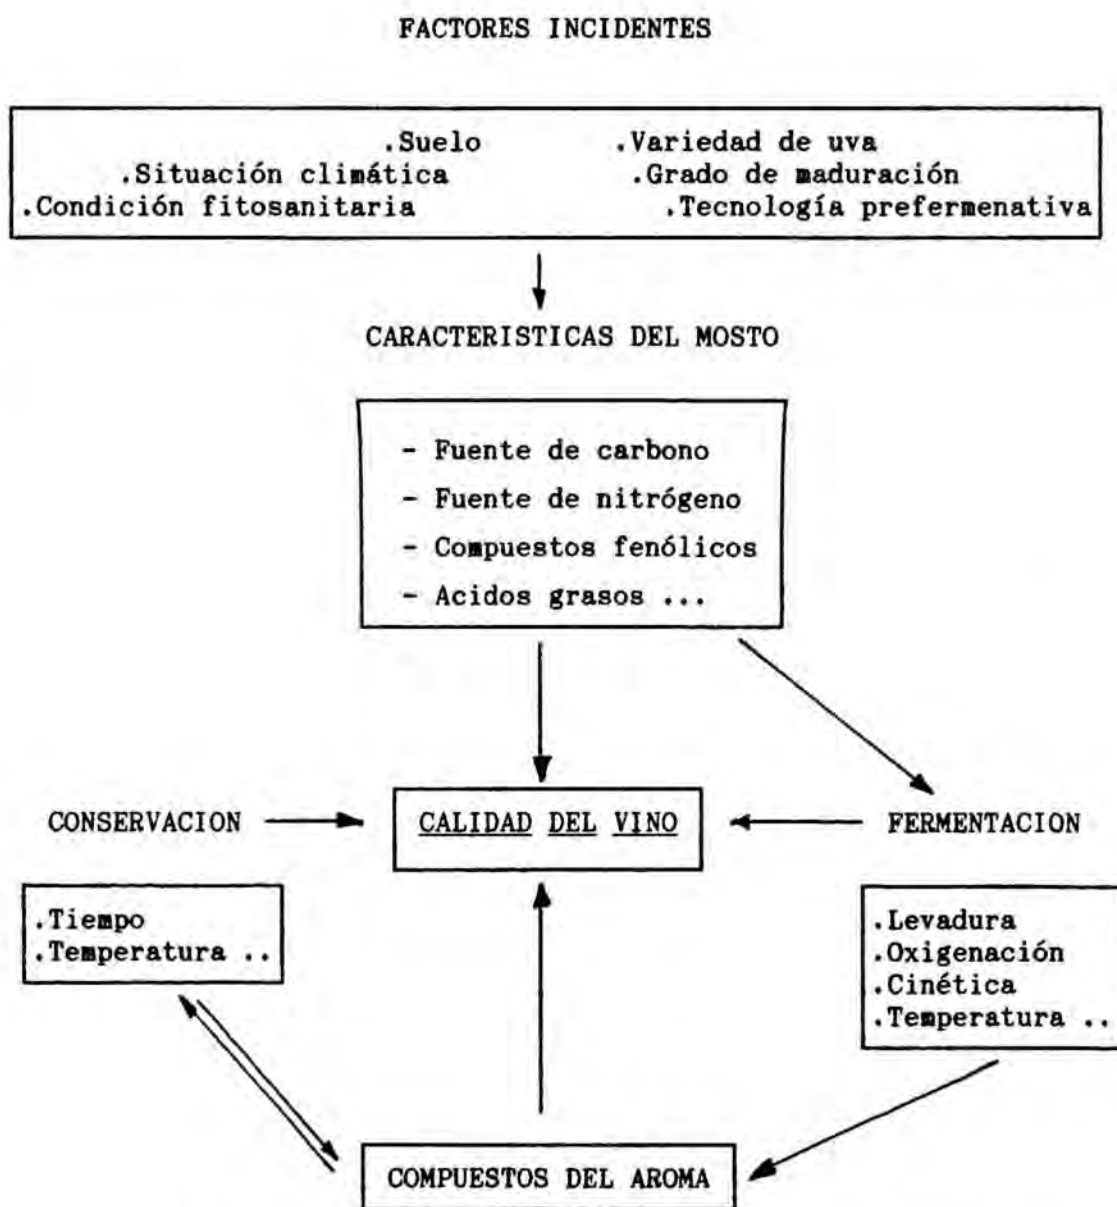 FACTORES INCIDENTES
.Suelo .Variedad de uva
.Situación climática .Grado de maduración
.Condición fitosanitaria .Tecnología prefermenativa
CARACTERISTICAS DEL MOSTO
- Fuente de carbono
- Fuente de nitrógeno
- Compuestos fenólicos
- Acidos grasos ...
CONSERVACION
CALIDAD DEL VINO
FERMENTACION
.Tiempo
.Temperatura ..
.Levadura
.Oxigenación
.Cinética
.Temperatura ..
COMPUESTOS DEL AROMA